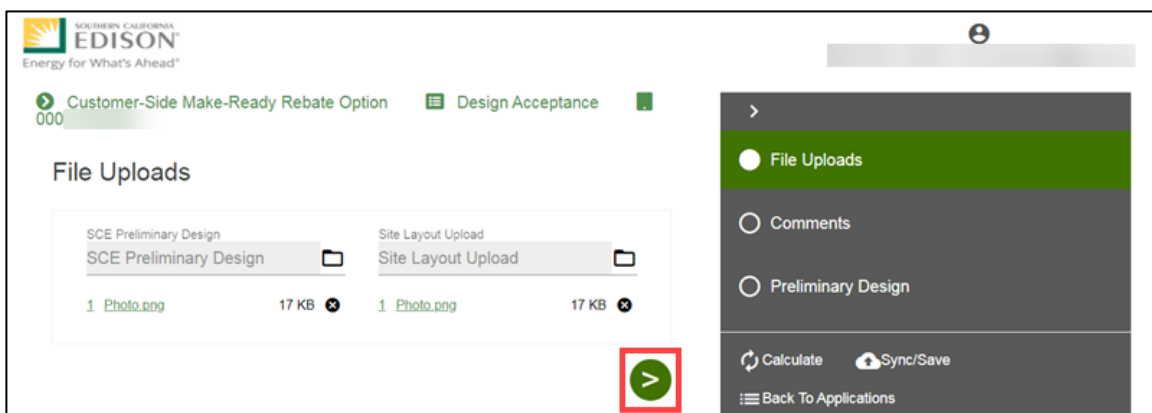 SOUTHERN CALIFORNIA
EDISON®
Energy for What's Ahead®
Customer-Side Make-Ready Rebate Option Design Acceptance
000
File Uploads
SCE Preliminary Design Site Layout Upload
SCE Preliminary Design Site Layout Upload
1 Photo.png 17 KB 1 Photo.png 17 KB
>
>
File Uploads
Comments
Preliminary Design
Calculate Sync/Save
Back To Applications